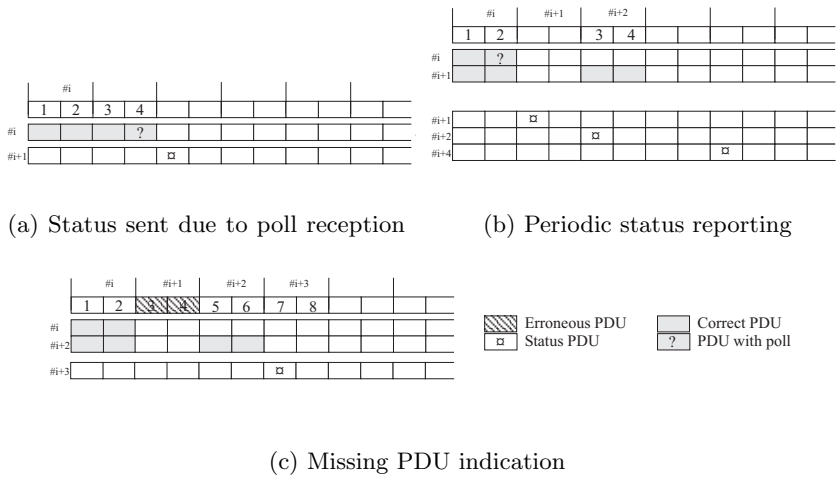 #i #i+1 #i+2
1 2 3 4
#i ?
#i+1
#i+1 ¤
#i+2 ¤
#i+4 ¤
#i
1 2 3 4
#i ?
#i+1 ¤
(a) Status sent due to poll reception
(b) Periodic status reporting
#i #i+1 #i+2 #i+3
1 2 3 4 5 6 7 8
#i
#i+2
#i+3 ¤
Erroneous PDU Correct PDU
¤ Status PDU ? PDU with poll
(c) Missing PDU indication